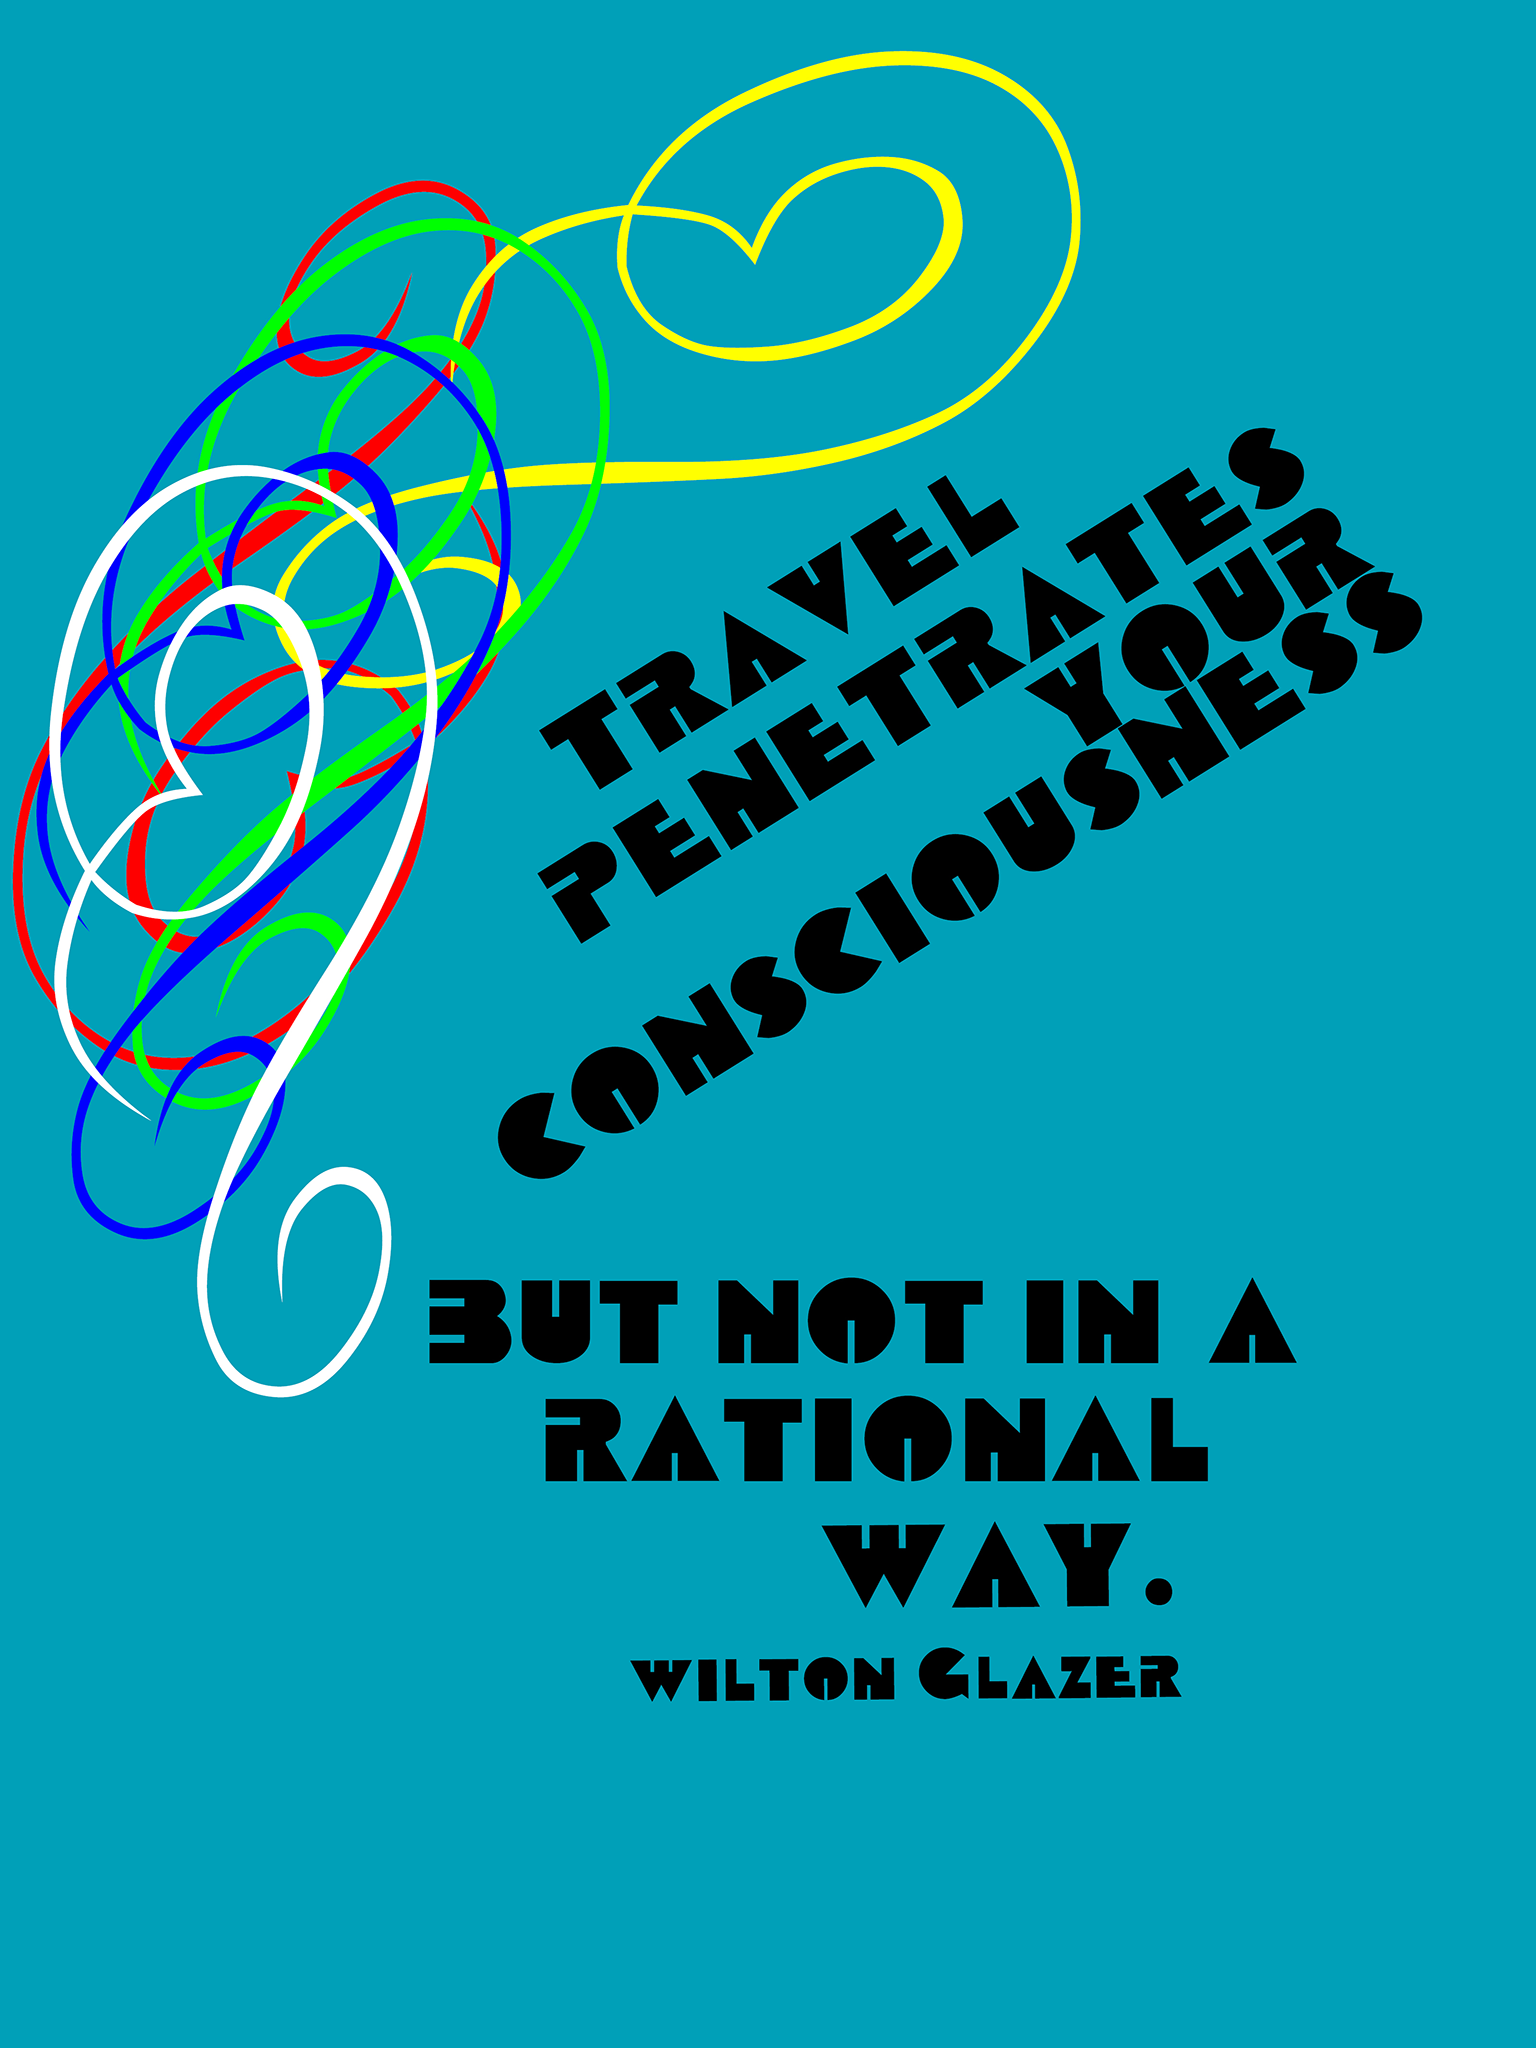 TRAVEL
PENETRATES
YOUR
CONSCIOUSNESS
BUT NOT IN A
RATIONAL
WAY.
WILTON GLAZER